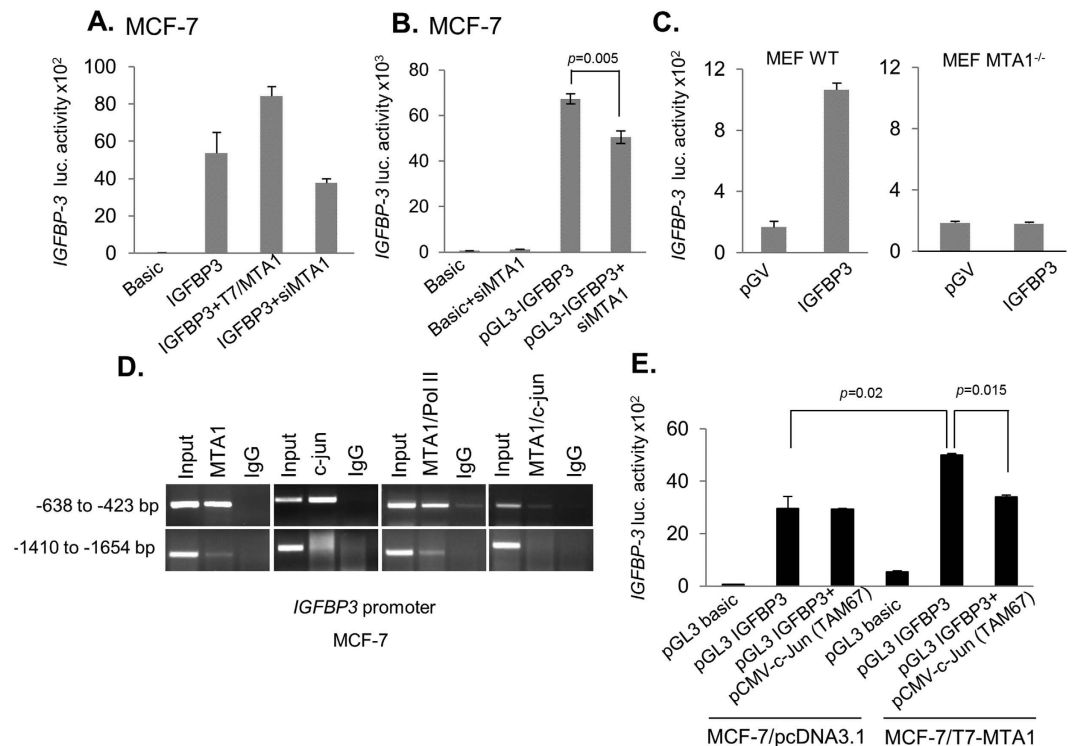 A. MCF-7
IGFBP-3 luc. activity x10²
100
80
60
40
20
0
Basic
IGFBP3
IGFBP3+T7/MTA1
IGFBP3+siMTA1
B. MCF-7
IGFBP-3 luc. activity x10³
80
60
40
20
0
p=0.005
Basic
Basic+siMTA1
pGL3-IGFBP3
pGL3-IGFBP3+
siMTA1
C.
MEF WT
IGFBP-3 luc. activity x10²
12
8
4
0
pGV
IGFBP3
MEF MTA1⁻/⁻
12
8
4
0
pGV
IGFBP3
D.
Input
MTA1
IgG
Input
c-jun
IgG
Input
MTA1/Pol II
IgG
Input
MTA1/c-jun
IgG
-638 to -423 bp
-1410 to -1654 bp
IGFBP3 promoter
MCF-7
E.
IGFBP-3 luc. activity x10²
60
40
20
0
p=0.02
p=0.015
pGL3 basic
pGL3 IGFBP3
pGL3 IGFBP3+
pCMV-c-Jun (TAM67)
pGL3 basic
pGL3 IGFBP3
pGL3 IGFBP3+
pCMV-c-Jun (TAM67)
MCF-7/pcDNA3.1
MCF-7/T7-MTA1